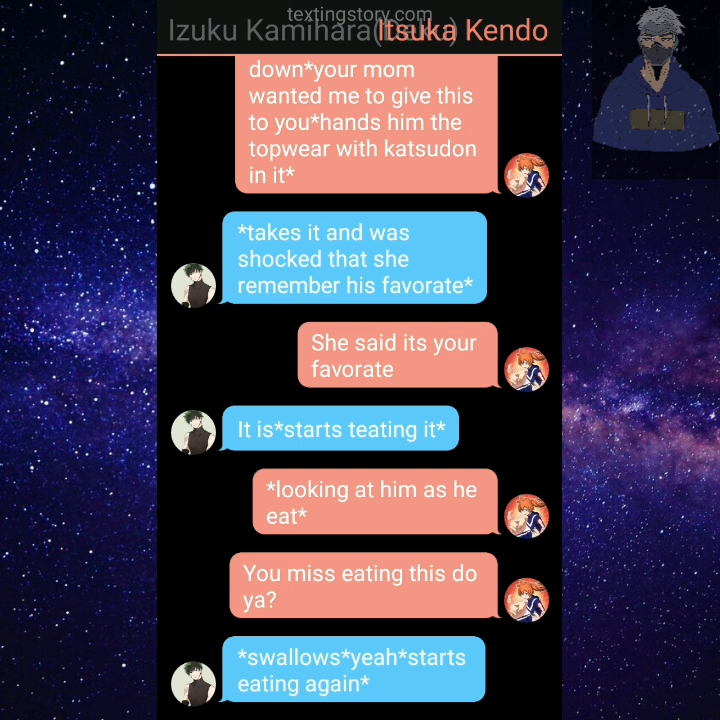 textingstory.com
Izuku Kamihara(
Itsuka Kendo
down*your mom
wanted me to give this
to you*hands him the
topwear with katsudon
in it*
*takes it and was
shocked that she
remember his favorate*
She said its your
favorate
It is*starts teating it*
*looking at him as he
eat*
You miss eating this do
ya?
*swallows*yeah*starts
eating again*